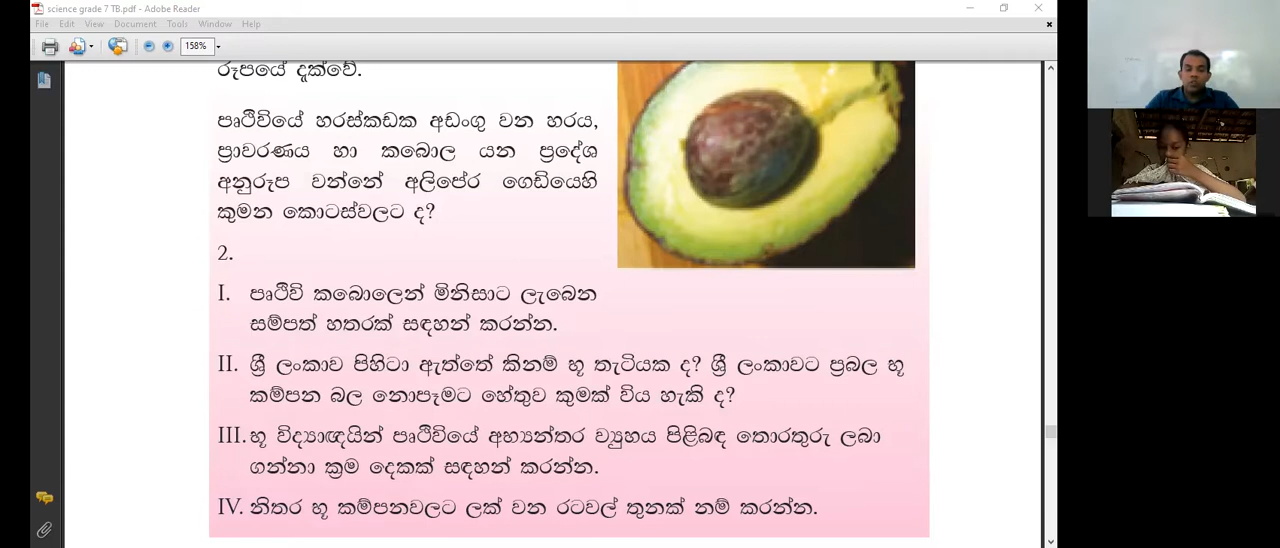 science grade 7 TB.pdf - Adobe Reader
File Edit View Document Tools Window Help
158%
රූපයේ දැක්වේ.
පෘථිවියේ හරස්කඩක අඩංගු වන හරය,
ප්‍රාවරණය හා කබොල යන ප්‍රදේශ
අනුරූප වන්නේ අලිපේර ගෙඩියෙහි
කුමන කොටස්වලට ද?
2.
I. පෘථිවි කබොලෙන් මිනිසාට ලැබෙන
සම්පත් හතරක් සඳහන් කරන්න.
II. ශ්‍රී ලංකාව පිහිටා ඇත්තේ කිනම් භූ තැටියක ද? ශ්‍රී ලංකාවට ප්‍රබල භූ
කම්පන බල නොපෑමට හේතුව කුමක් විය හැකි ද?
III. භූ විද්‍යාඥයින් පෘථිවියේ අභ්‍යන්තර ව්‍යුහය පිළිබඳ තොරතුරු ලබා
ගන්නා ක්‍රම දෙකක් සඳහන් කරන්න.
IV. නිතර භූ කම්පනවලට ලක් වන රටවල් තුනක් නම් කරන්න.